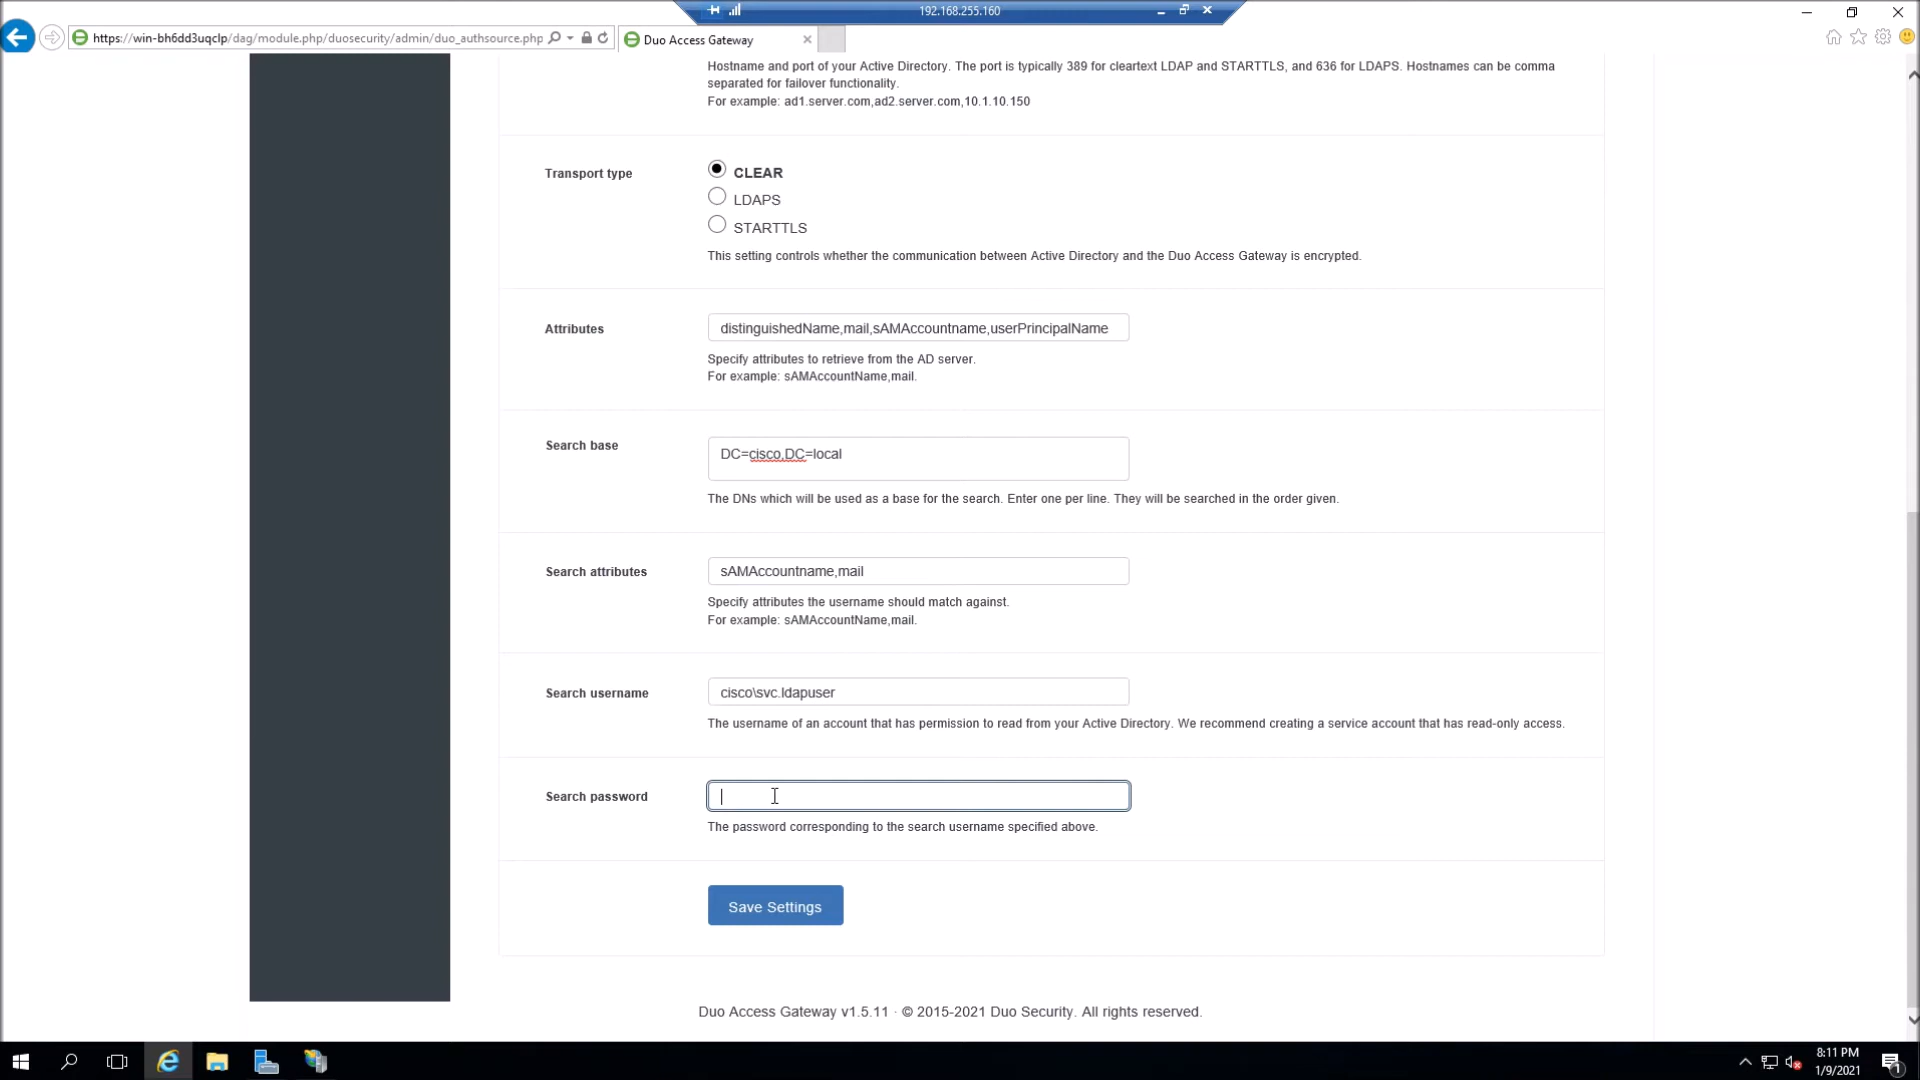 192.168.255.160
https://win-bh6dd3uqclp/dag/module.php/duosecurity/admin/duo_authsource.php
Duo Access Gateway
Hostname and port of your Active Directory. The port is typically 389 for cleartext LDAP and STARTTLS, and 636 for LDAPS. Hostnames can be comma
separated for failover functionality.
For example: ad1.server.com,ad2.server.com,10.1.10.150
Transport type
CLEAR
LDAPS
STARTTLS
This setting controls whether the communication between Active Directory and the Duo Access Gateway is encrypted.
Attributes
distinguishedName,mail,sAMAccountname,userPrincipalName
Specify attributes to retrieve from the AD server.
For example: sAMAccountName,mail.
Search base
DC=cisco,DC=local
The DNs which will be used as a base for the search. Enter one per line. They will be searched in the order given.
Search attributes
sAMAccountname,mail
Specify attributes the username should match against.
For example: sAMAccountName,mail.
Search username
cisco\svc.ldapuser
The username of an account that has permission to read from your Active Directory. We recommend creating a service account that has read-only access.
Search password
The password corresponding to the search username specified above.
Save Settings
Duo Access Gateway v1.5.11 · © 2015-2021 Duo Security. All rights reserved.
8:11 PM
1/9/2021
1